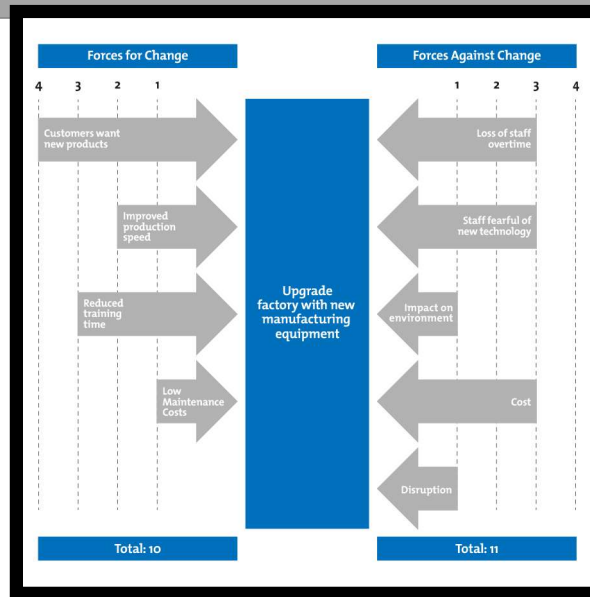 Forces for Change
Forces Against Change
4 3 2 1
1 2 3 4
Customers want
new products
Loss of staff
overtime
Improved
production
speed
Staff fearful of
new technology
Upgrade
factory with new
manufacturing
equipment
Reduced
training
time
Impact on
environment
Low
Maintenance
Costs
Cost
Disruption
Total: 10
Total: 11